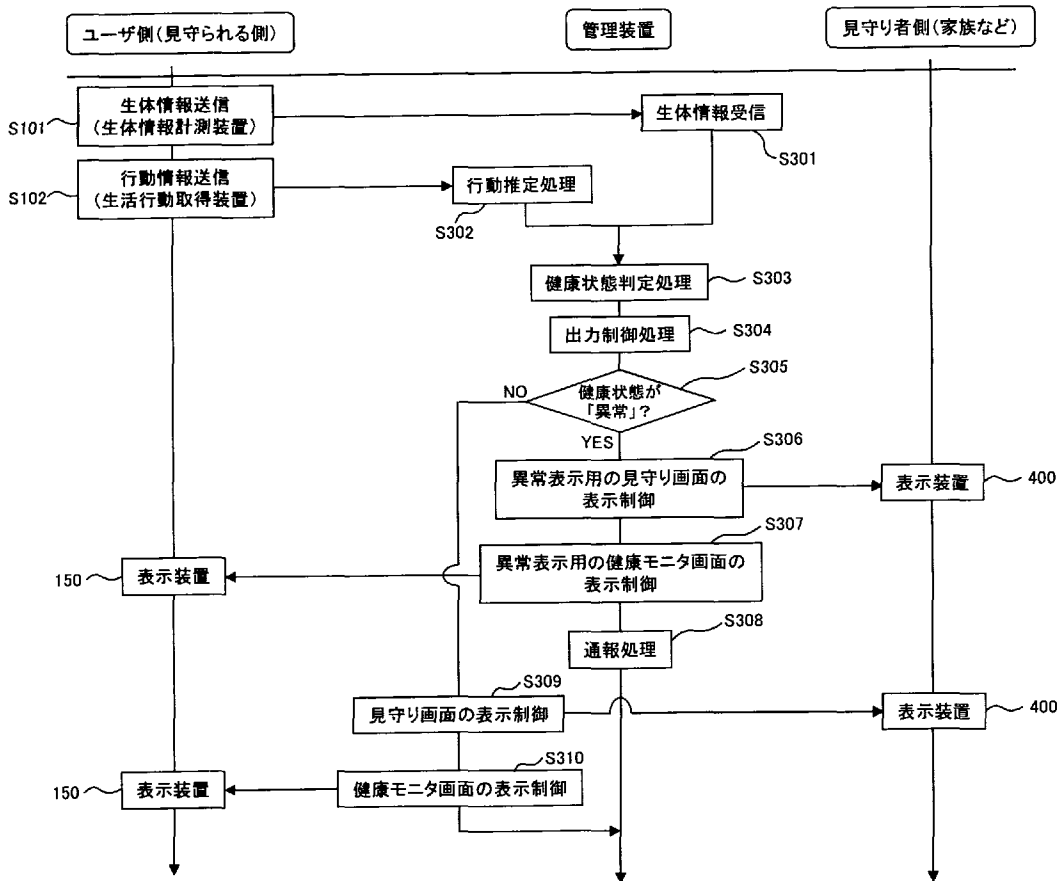 ユーザ側(見守られる側)
管理装置
見守り者側(家族など)
生体情報送信
(生体情報計測装置)
S101
生体情報受信
S301
行動情報送信
(生活行動取得装置)
S102
行動推定処理
S302
健康状態判定処理
S303
出力制御処理
S304
健康状態が
「異常」?
S305
NO
YES
異常表示用の見守り画面の
表示制御
S306
表示装置
400
異常表示用の健康モニタ画面の
表示制御
S307
150
表示装置
通報処理
S308
見守り画面の表示制御
S309
表示装置
400
健康モニタ画面の表示制御
S310
150
表示装置